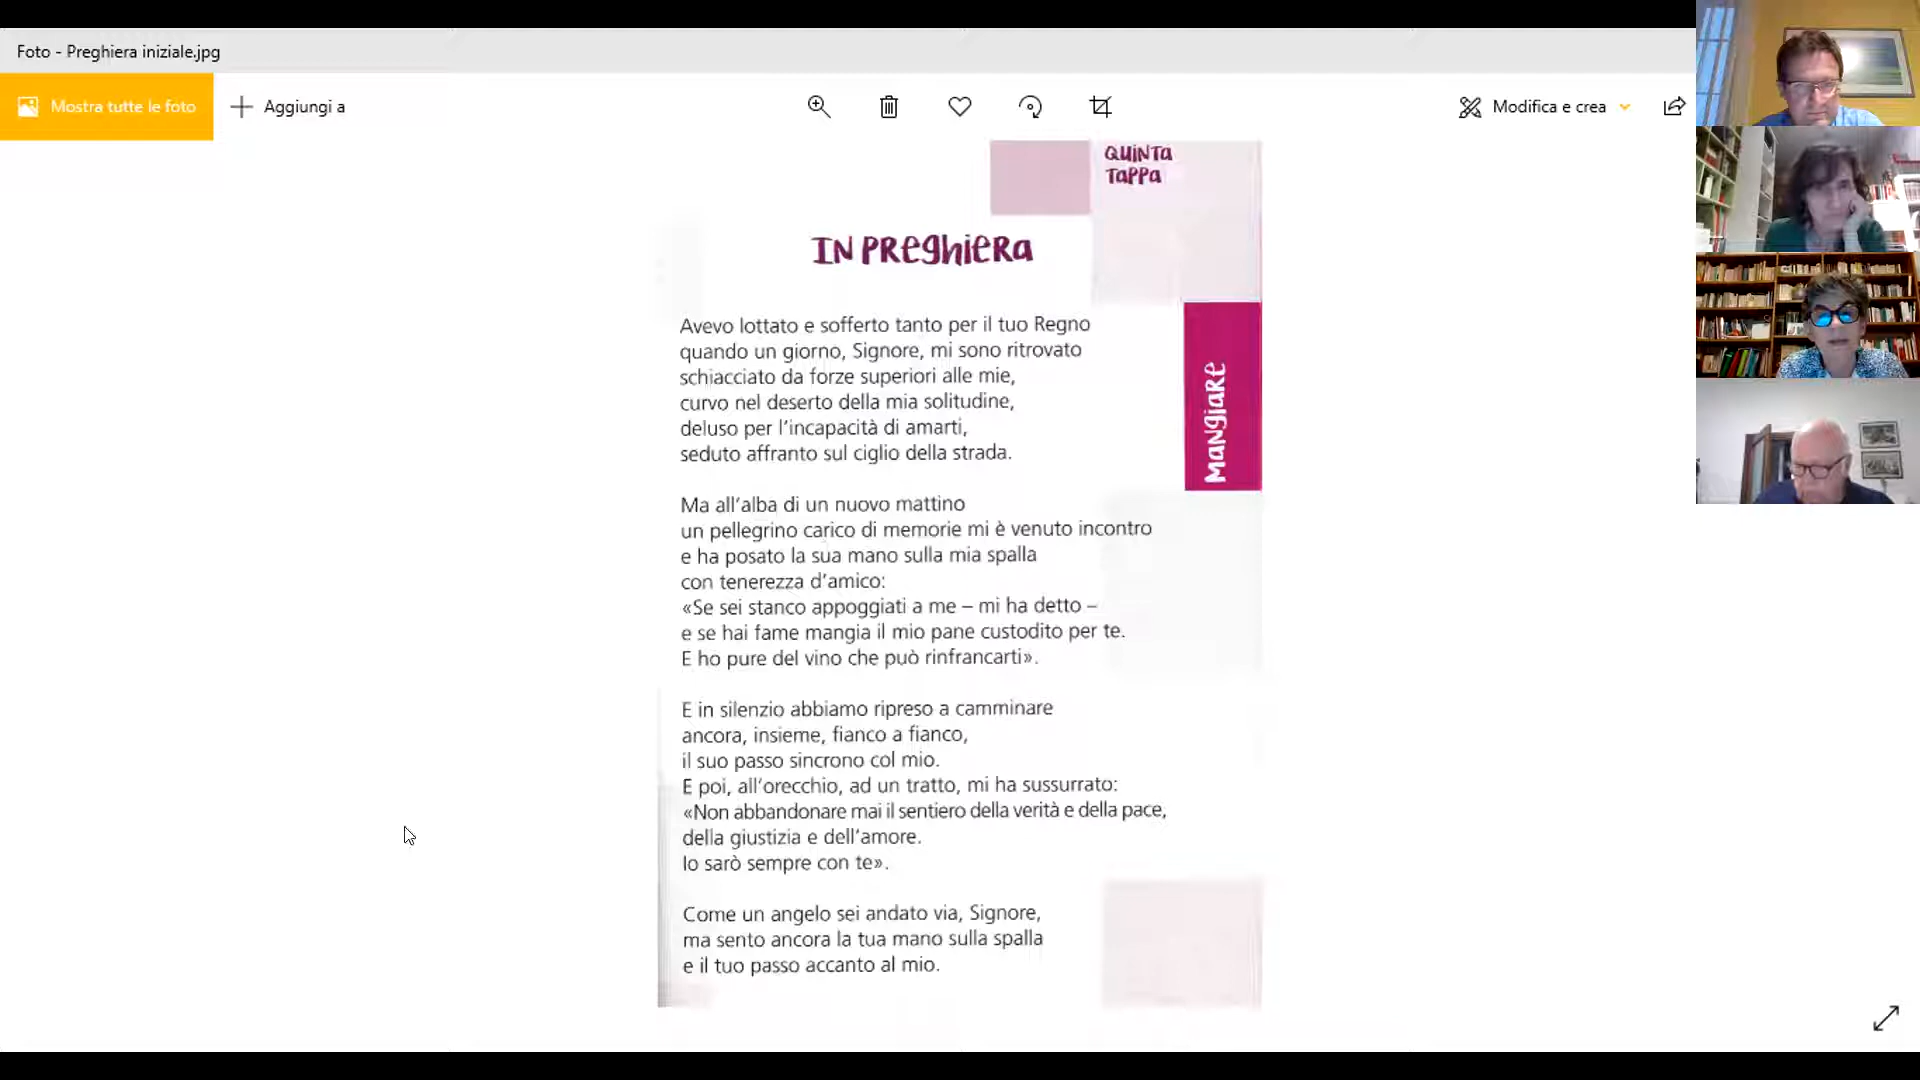 Foto - Preghiera iniziale.jpg
Mostra tutte le foto
Aggiungi a
Modifica e crea
QUINTA
TAPPA
IN PREGHIERA
MANGIARE
Avevo lottato e sofferto tanto per il tuo Regno
quando un giorno, Signore, mi sono ritrovato
schiacciato da forze superiori alle mie,
curvo nel deserto della mia solitudine,
deluso per l'incapacità di amarti,
seduto affranto sul ciglio della strada.
Ma all'alba di un nuovo mattino
un pellegrino carico di memorie mi è venuto incontro
e ha posato la sua mano sulla mia spalla
con tenerezza d'amico:
«Se sei stanco appoggiati a me – mi ha detto –
e se hai fame mangia il mio pane custodito per te.
E ho pure del vino che può rinfrancarti».
E in silenzio abbiamo ripreso a camminare
ancora, insieme, fianco a fianco,
il suo passo sincrono col mio.
E poi, all'orecchio, ad un tratto, mi ha sussurrato:
«Non abbandonare mai il sentiero della verità e della pace,
della giustizia e dell'amore.
Io sarò sempre con te».
Come un angelo sei andato via, Signore,
ma sento ancora la tua mano sulla spalla
e il tuo passo accanto al mio.